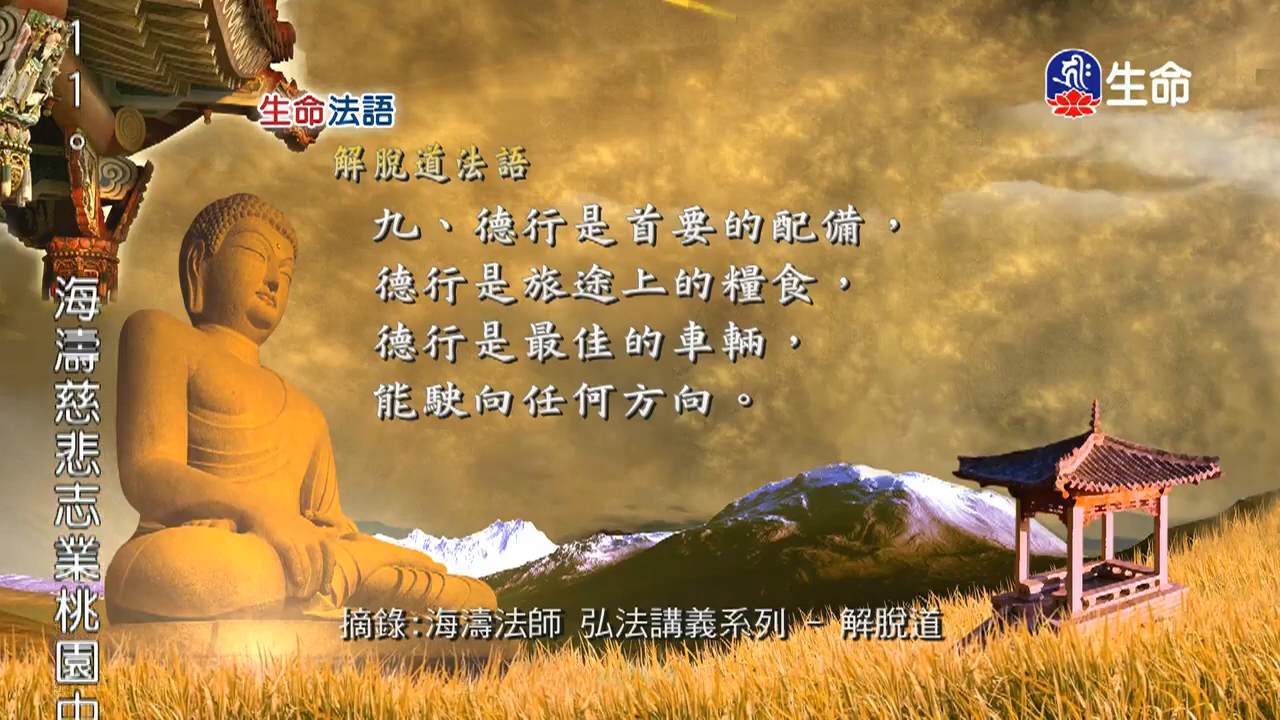 生命
生命法語
解脫道法語
九、德行是首要的配備，
德行是旅途上的糧食，
德行是最佳的車輛，
能駛向任何方向。
摘錄:海濤法師 弘法講義系列 - 解脫道
11。 海濤慈悲志業桃園中